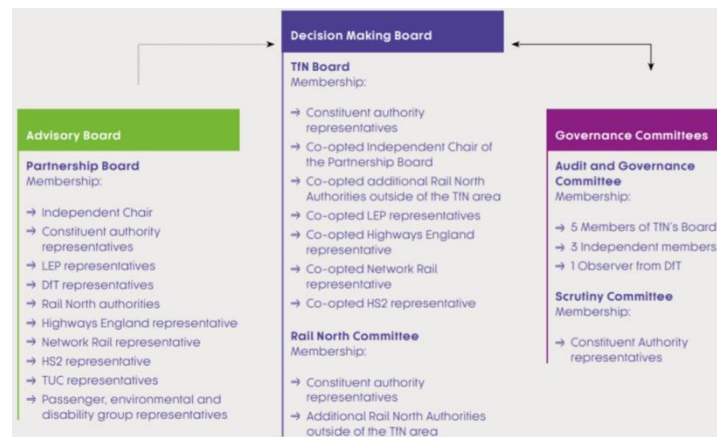 Decision Making Board
TfN Board
Membership:
→ Constituent authority
representatives
→ Co-opted Independent Chair of
the Partnership Board
→ Co-opted additional Rail North
Authorities outside of the TfN area
→ Co-opted LEP representatives
→ Co-opted Highways England
representative
→ Co-opted Network Rail
representative
→ Co-opted HS2 representative
Rail North Committee
Membership:
→ Constituent authority
representatives
→ Additional Rail North Authorities
outside of the TfN area
Advisory Board
Partnership Board
Membership:
→ Independent Chair
→ Constituent authority
representatives
→ LEP representatives
→ DfT representatives
→ Rail North authorities
→ Highways England representative
→ Network Rail representative
→ HS2 representative
→ TUC representatives
→ Passenger, environmental and
disability group representatives
Governance Committees
Audit and Governance
Committee
Membership:
→ 5 Members of TfN's Board
→ 3 Independent members
→ 1 Observer from DfT
Scrutiny Committee
Membership:
→ Constituent Authority
representatives